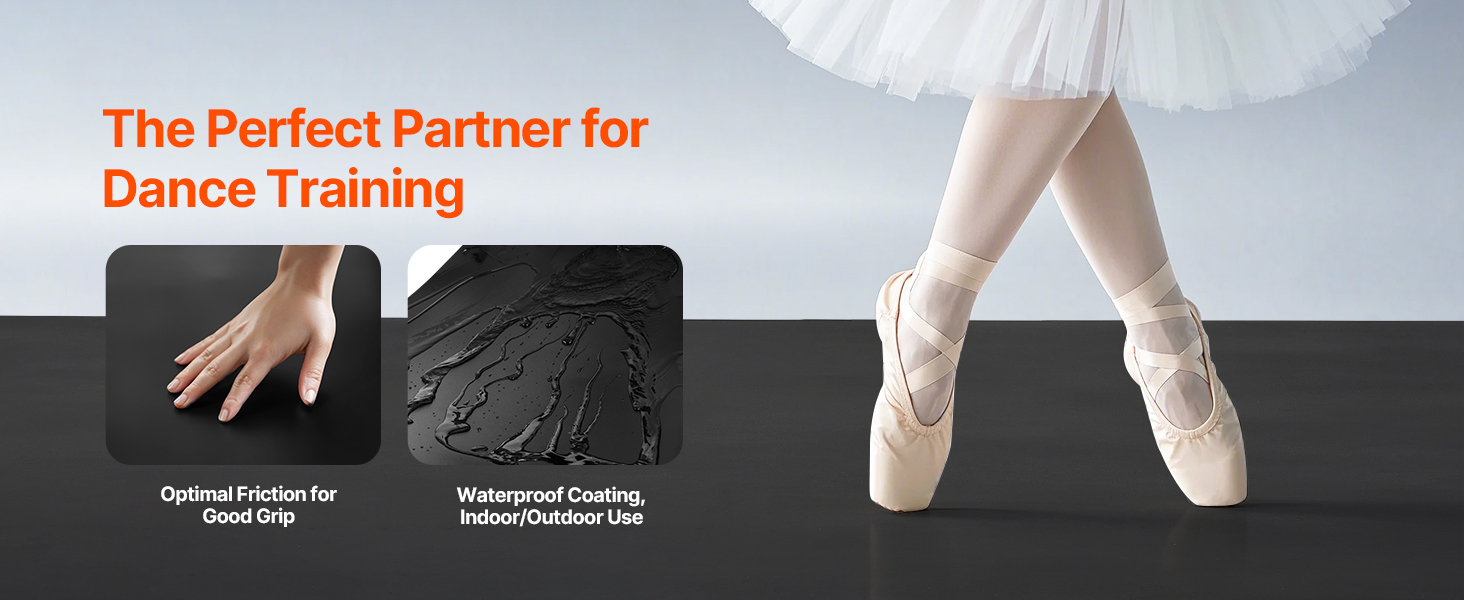 The Perfect Partner for
Dance Training
Optimal Friction for
Good Grip
Waterproof Coating,
Indoor/Outdoor Use